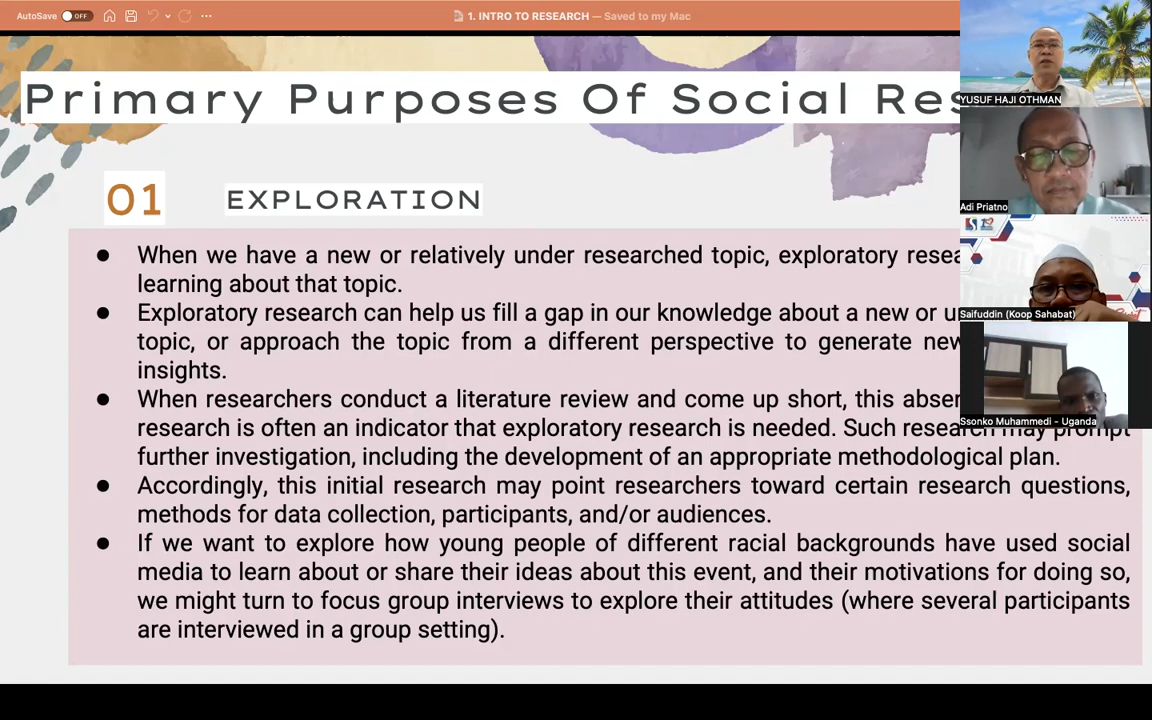 AutoSave OFF
1. INTRO TO RESEARCH — Saved to my Mac
Primary Purposes Of Social Res
01
EXPLORATION
● When we have a new or relatively under researched topic, exploratory resea
learning about that topic.
● Exploratory research can help us fill a gap in our knowledge about a new or u
topic, or approach the topic from a different perspective to generate new
insights.
● When researchers conduct a literature review and come up short, this abser
research is often an indicator that exploratory research is needed. Such research may prompt
further investigation, including the development of an appropriate methodological plan.
● Accordingly, this initial research may point researchers toward certain research questions,
methods for data collection, participants, and/or audiences.
● If we want to explore how young people of different racial backgrounds have used social
media to learn about or share their ideas about this event, and their motivations for doing so,
we might turn to focus group interviews to explore their attitudes (where several participants
are interviewed in a group setting).
YUSUF HAJI OTHMAN
Adi Priatno
Saifuddin (Koop Sahabat)
Ssonko Muhammedi - Uganda